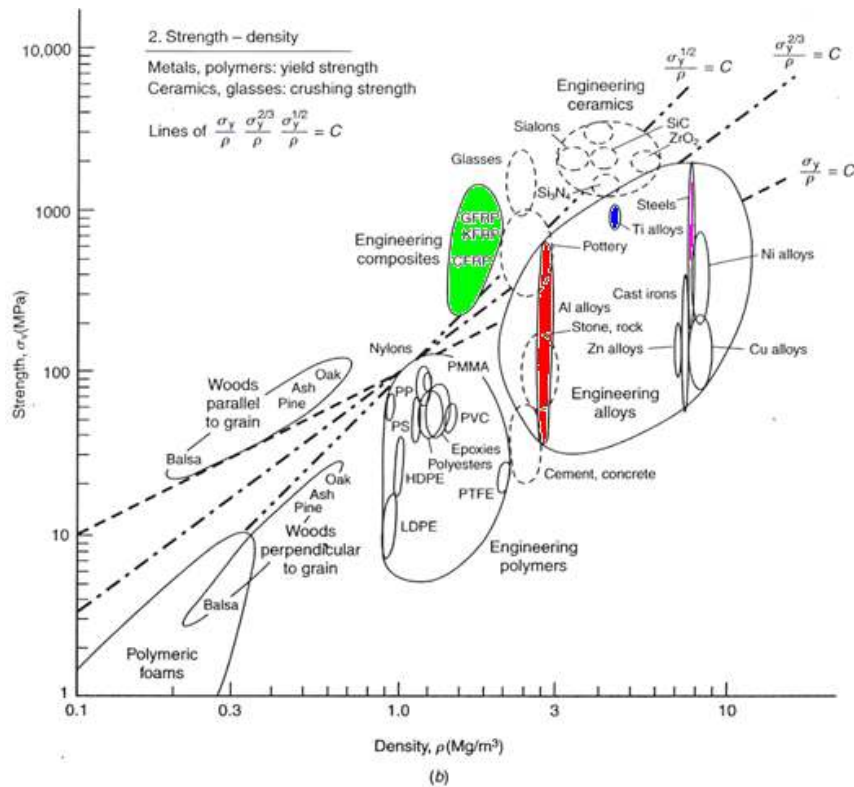 2. Strength – density
Metals, polymers: yield strength
Ceramics, glasses: crushing strength
Lines of σy/ρ σy^2/3/ρ σy^1/2/ρ = C
σy^1/2/ρ = C
σy^2/3/ρ = C
σy/ρ = C
Engineering
ceramics
Sialons
SiC
ZrO2
Glasses
Si3N4
Steels
Ti alloys
GFRP
KFRP
CFRP
Engineering
composites
Pottery
Ni alloys
Cast irons
Al alloys
Stone, rock
Zn alloys
Cu alloys
Engineering
alloys
Nylons
PMMA
PP
PS
PVC
Epoxies
Polyesters
HDPE
PTFE
LDPE
Cement, concrete
Engineering
polymers
Woods
parallel
to grain
Oak
Ash
Pine
Balsa
Oak
Ash
Pine
Woods
perpendicular
to grain
Balsa
Polymeric
foams
Strength, σy(MPa)
10,000
1000
100
10
1
0.1
0.3
1.0
3
10
Density, ρ(Mg/m³)
(b)